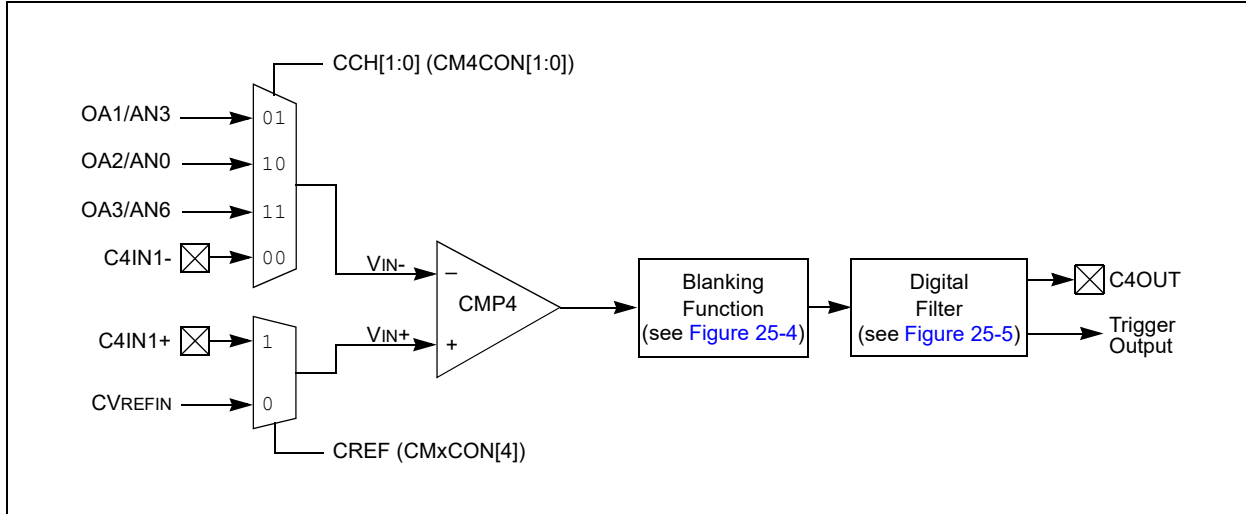 CCH[1:0] (CM4CON[1:0])
OA1/AN3
01
OA2/AN0
10
OA3/AN6
11
C4IN1-
00
VIN-
–
CMP4
Blanking
Function
(see Figure 25-4)
Digital
Filter
(see Figure 25-5)
C4OUT
Trigger
Output
C4IN1+
1
VIN+
+
CVREFIN
0
CREF (CMxCON[4])